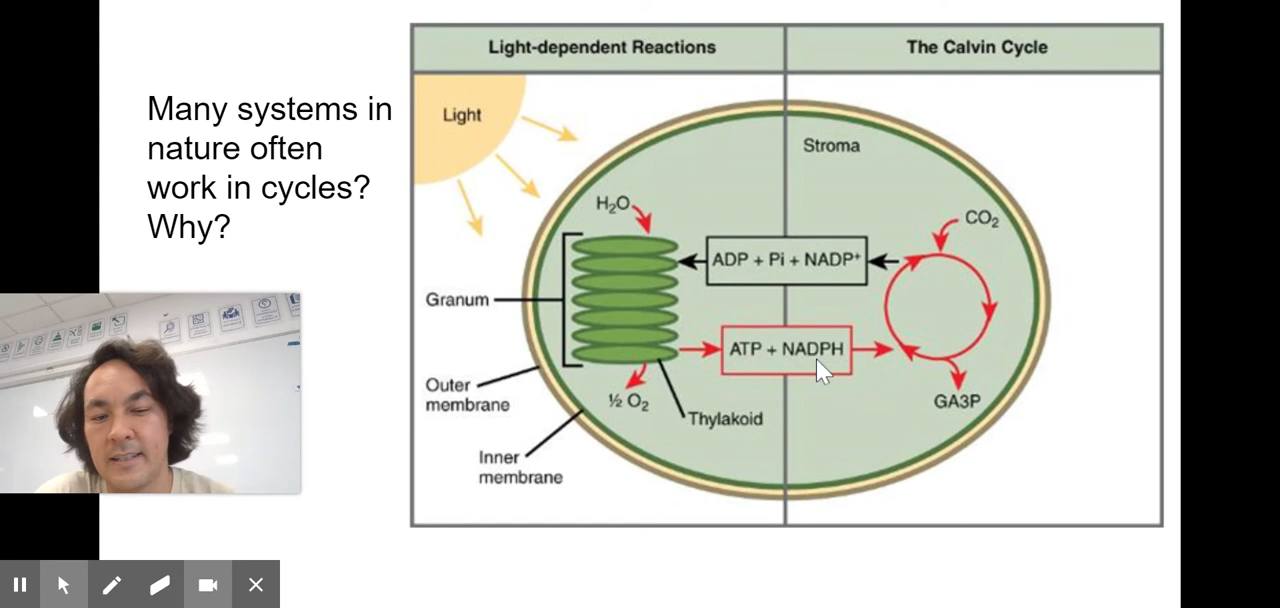 Many systems in
nature often
work in cycles?
Why?
Light-dependent Reactions
The Calvin Cycle
Light
Stroma
H₂O
CO₂
ADP + Pi + NADP⁺
Granum
ATP + NADPH
Outer
membrane
½ O₂
GA3P
Thylakoid
Inner
membrane